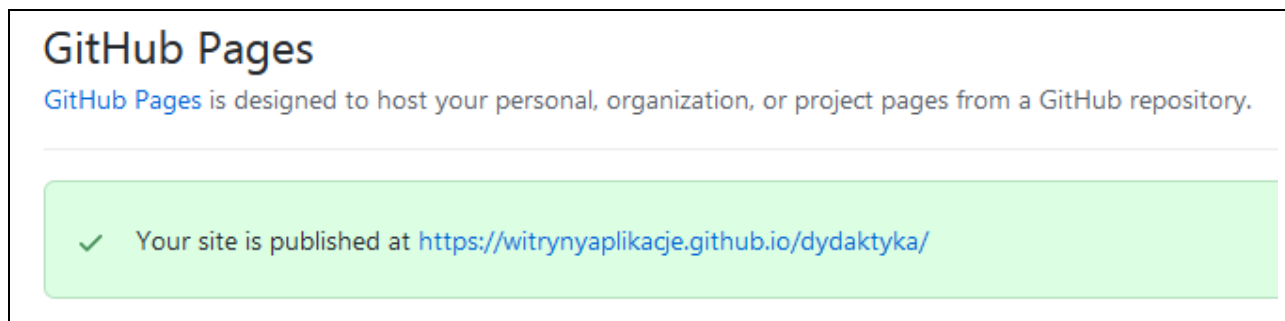 GitHub Pages
GitHub Pages is designed to host your personal, organization, or project pages from a GitHub repository.
Your site is published at https://witrynyaplikacje.github.io/dydaktyka/